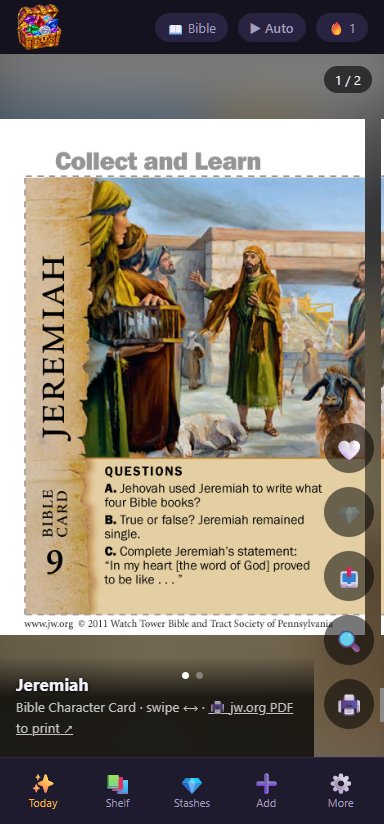 Bible
Auto
1
1 / 2
Collect and Learn
JEREMIAH
BIBLE
CARD
9
QUESTIONS
A. Jehovah used Jeremiah to write what
four Bible books?
B. True or false? Jeremiah remained
single.
C. Complete Jeremiah's statement:
“In my heart [the word of God] proved
to be like . . . ”
www.jw.org © 2011 Watch Tower Bible and Tract Society of Pennsylvania
Jeremiah
Bible Character Card · swipe ↔ · jw.org PDF
to print ↗
Today
Shelf
Stashes
Add
More